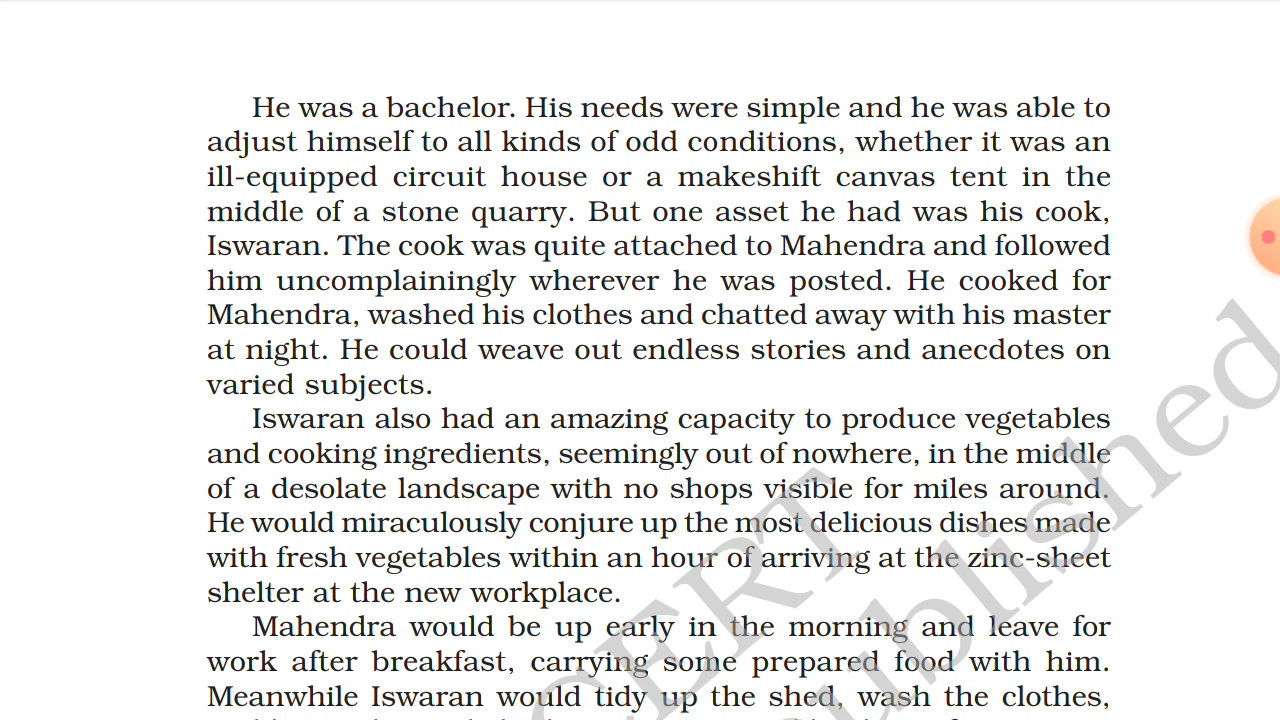 He was a bachelor. His needs were simple and he was able to
adjust himself to all kinds of odd conditions, whether it was an
ill-equipped circuit house or a makeshift canvas tent in the
middle of a stone quarry. But one asset he had was his cook,
Iswaran. The cook was quite attached to Mahendra and followed
him uncomplainingly wherever he was posted. He cooked for
Mahendra, washed his clothes and chatted away with his master
at night. He could weave out endless stories and anecdotes on
varied subjects.
Iswaran also had an amazing capacity to produce vegetables
and cooking ingredients, seemingly out of nowhere, in the middle
of a desolate landscape with no shops visible for miles around.
He would miraculously conjure up the most delicious dishes made
with fresh vegetables within an hour of arriving at the zinc-sheet
shelter at the new workplace.
Mahendra would be up early in the morning and leave for
work after breakfast, carrying some prepared food with him.
Meanwhile Iswaran would tidy up the shed, wash the clothes,
CERT
ublished